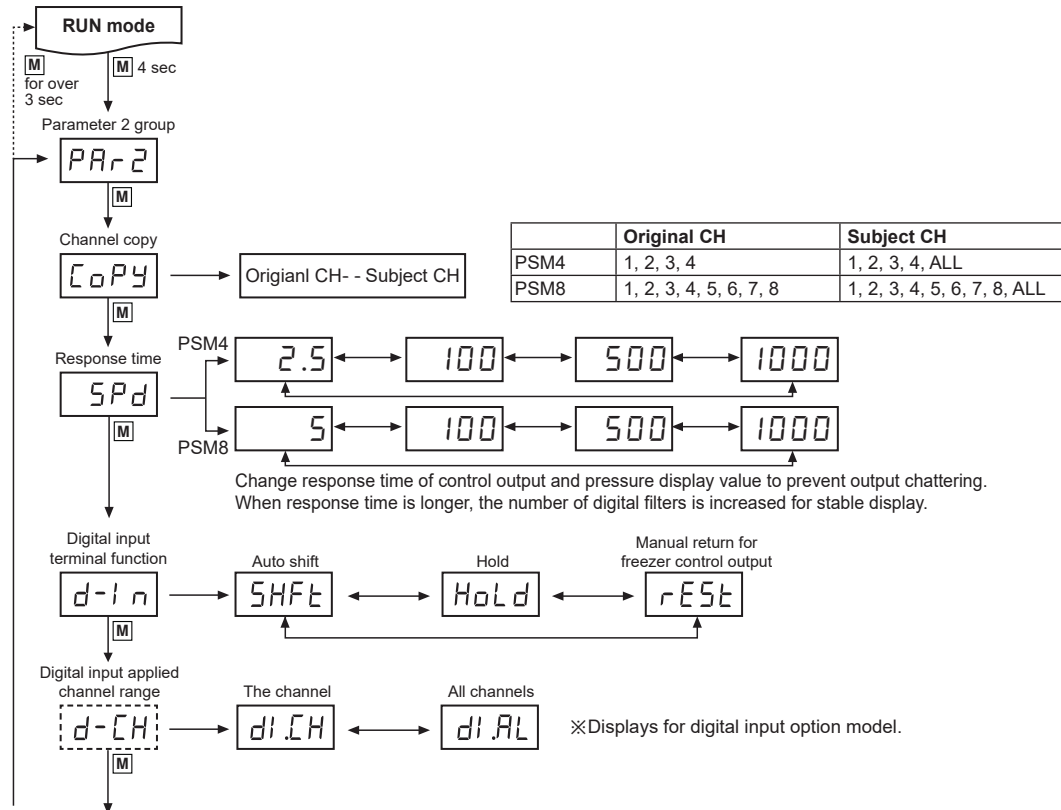 RUN mode
M
for over
3 sec
M 4 sec
Parameter 2 group
PAr2
M
Channel copy
CoPY
Origianl CH- - Subject CH
M
Original CH Subject CH
PSM4 1, 2, 3, 4 1, 2, 3, 4, ALL
PSM8 1, 2, 3, 4, 5, 6, 7, 8 1, 2, 3, 4, 5, 6, 7, 8, ALL
Response time
SPd
M
PSM4
2.5 100 500 1000
PSM8
5 100 500 1000
Change response time of control output and pressure display value to prevent output chattering.
When response time is longer, the number of digital filters is increased for stable display.
Digital input
terminal function
d-In
M
Auto shift
SHFt
Hold
HoLd
Manual return for
freezer control output
rESt
Digital input applied
channel range
d-CH
M
The channel
dI.CH
All channels
dI.AL
※Displays for digital input option model.